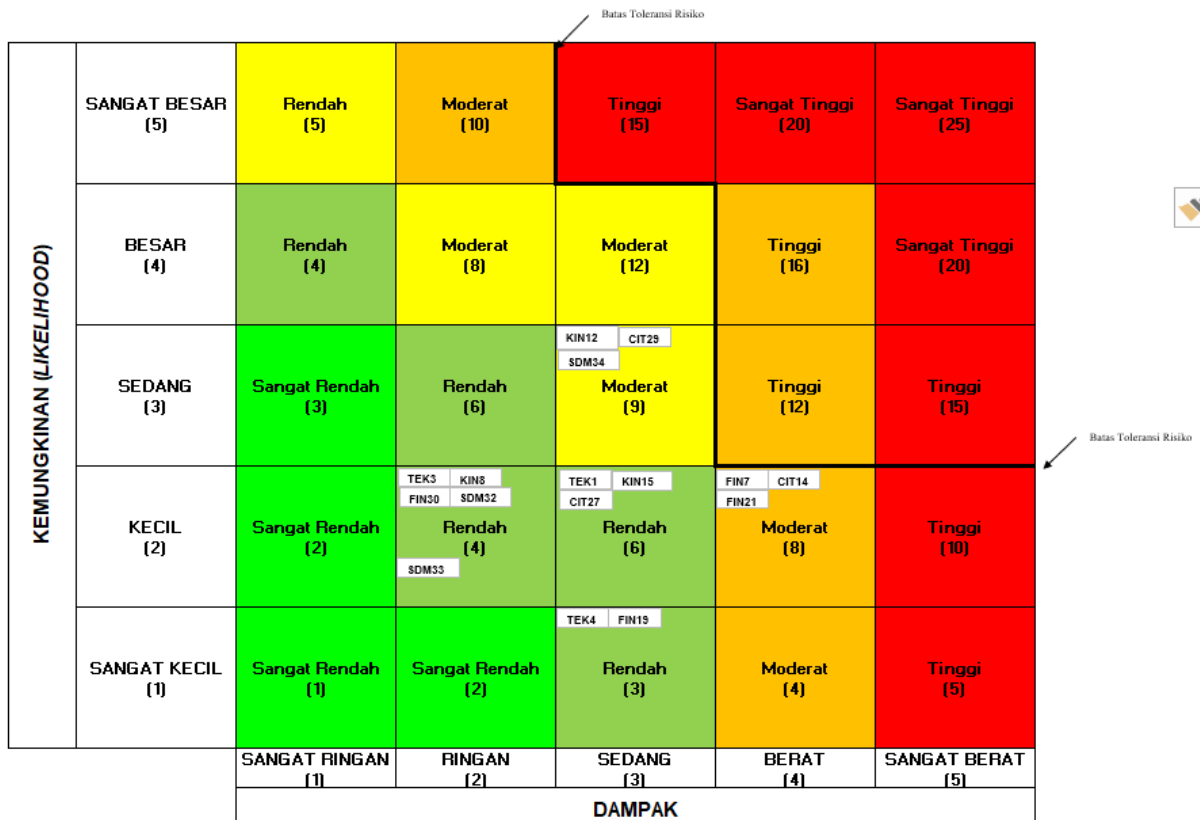 Batas Toleransi Risiko
KEMUNGKINAN (LIKELIHOOD)
SANGAT BESAR
(5)
Rendah
(5)
Moderat
(10)
Tinggi
(15)
Sangat Tinggi
(20)
Sangat Tinggi
(25)
BESAR
(4)
Rendah
(4)
Moderat
(8)
Moderat
(12)
Tinggi
(16)
Sangat Tinggi
(20)
SEDANG
(3)
Sangat Rendah
(3)
Rendah
(6)
KIN12 CIT29
SDM34
Moderat
(9)
Tinggi
(12)
Tinggi
(15)
Batas Toleransi Risiko
KECIL
(2)
Sangat Rendah
(2)
TEK3 KIN8
FIN30 SDM32
Rendah
(4)
SDM33
TEK1 KIN15
CIT27
Rendah
(6)
FIN7 CIT14
FIN21
Moderat
(8)
Tinggi
(10)
SANGAT KECIL
(1)
Sangat Rendah
(1)
Sangat Rendah
(2)
TEK4 FIN19
Rendah
(3)
Moderat
(4)
Tinggi
(5)
SANGAT RINGAN
(1)
RINGAN
(2)
SEDANG
(3)
BERAT
(4)
SANGAT BERAT
(5)
DAMPAK